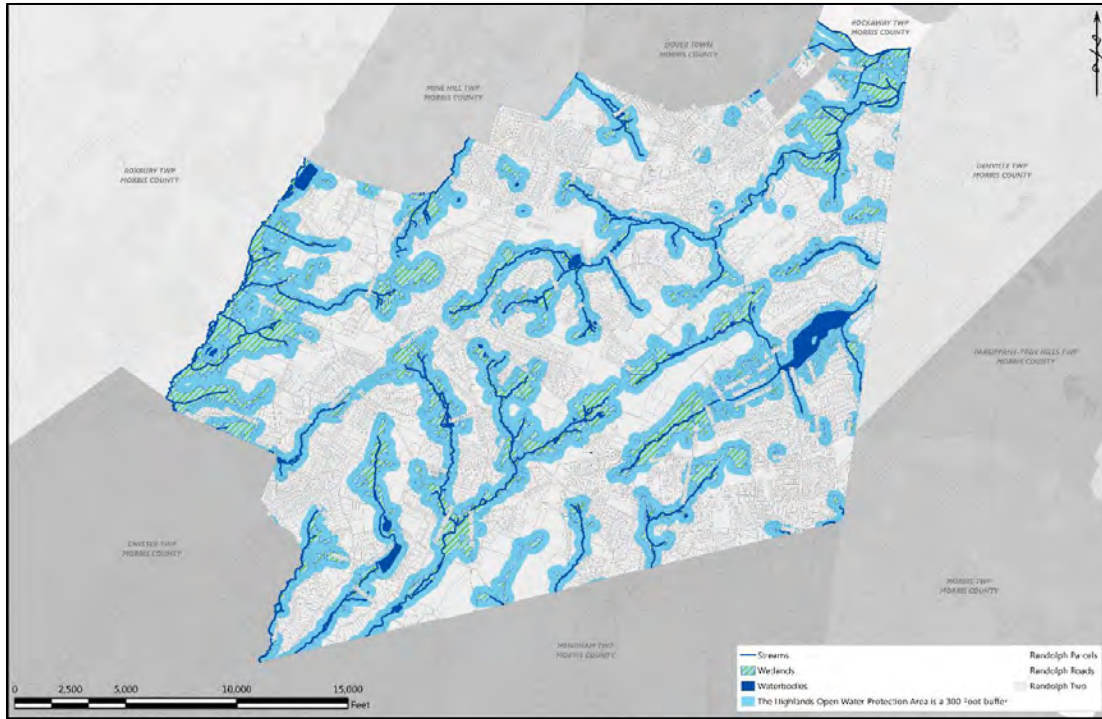 ROCKAWAY TWP
MORRIS COUNTY
DOVER TOWN
MORRIS COUNTY
MINE HILL TWP
MORRIS COUNTY
ROXBURY TWP
MORRIS COUNTY
DENVILLE TWP
MORRIS COUNTY
PARSIPPANY-TROY HILLS TWP
MORRIS COUNTY
CHESTER TWP
MORRIS COUNTY
MORRIS TWP
MORRIS COUNTY
MENDHAM TWP
MORRIS COUNTY
Streams
Wetlands
Waterbodies
The Highlands Open Water Protection Area is a 300 Foot buffer
Randolph Parcels
Randolph Roads
Randolph Two
0 2,500 5,000 10,000 15,000
Feet